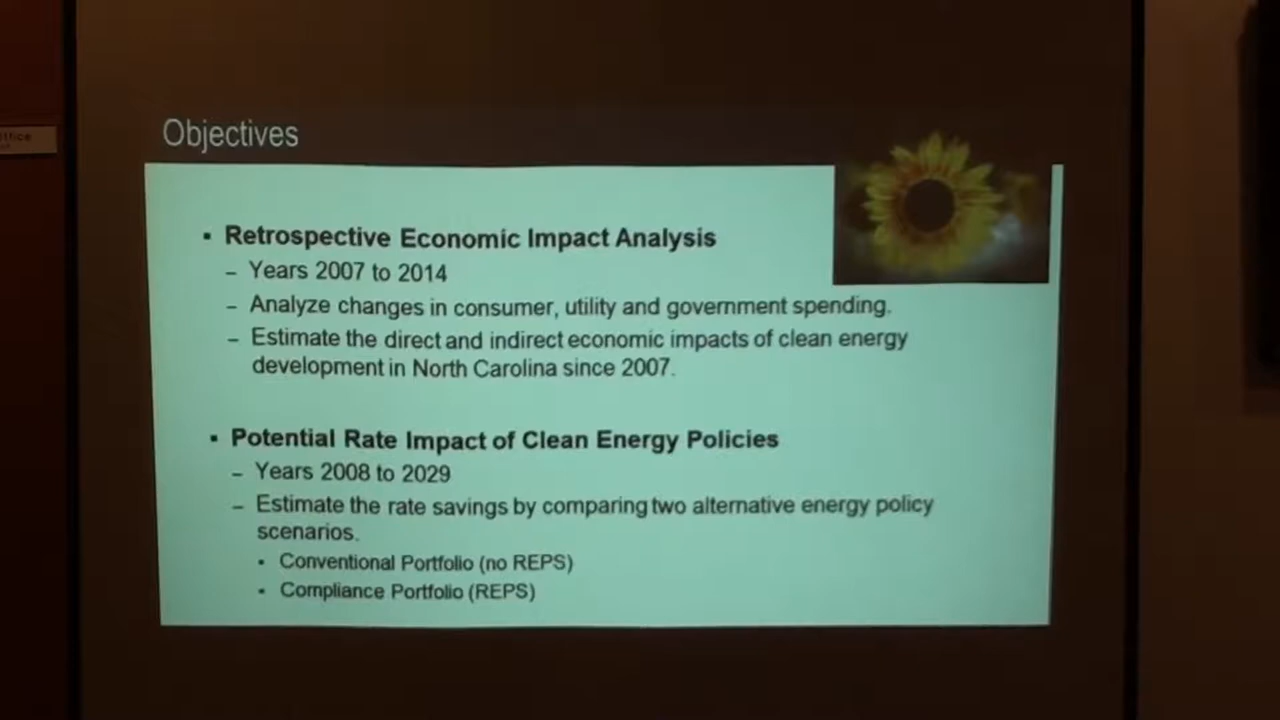 Objectives
▪ Retrospective Economic Impact Analysis
– Years 2007 to 2014
– Analyze changes in consumer, utility and government spending.
– Estimate the direct and indirect economic impacts of clean energy
development in North Carolina since 2007.
▪ Potential Rate Impact of Clean Energy Policies
– Years 2008 to 2029
– Estimate the rate savings by comparing two alternative energy policy
scenarios.
▪ Conventional Portfolio (no REPS)
▪ Compliance Portfolio (REPS)